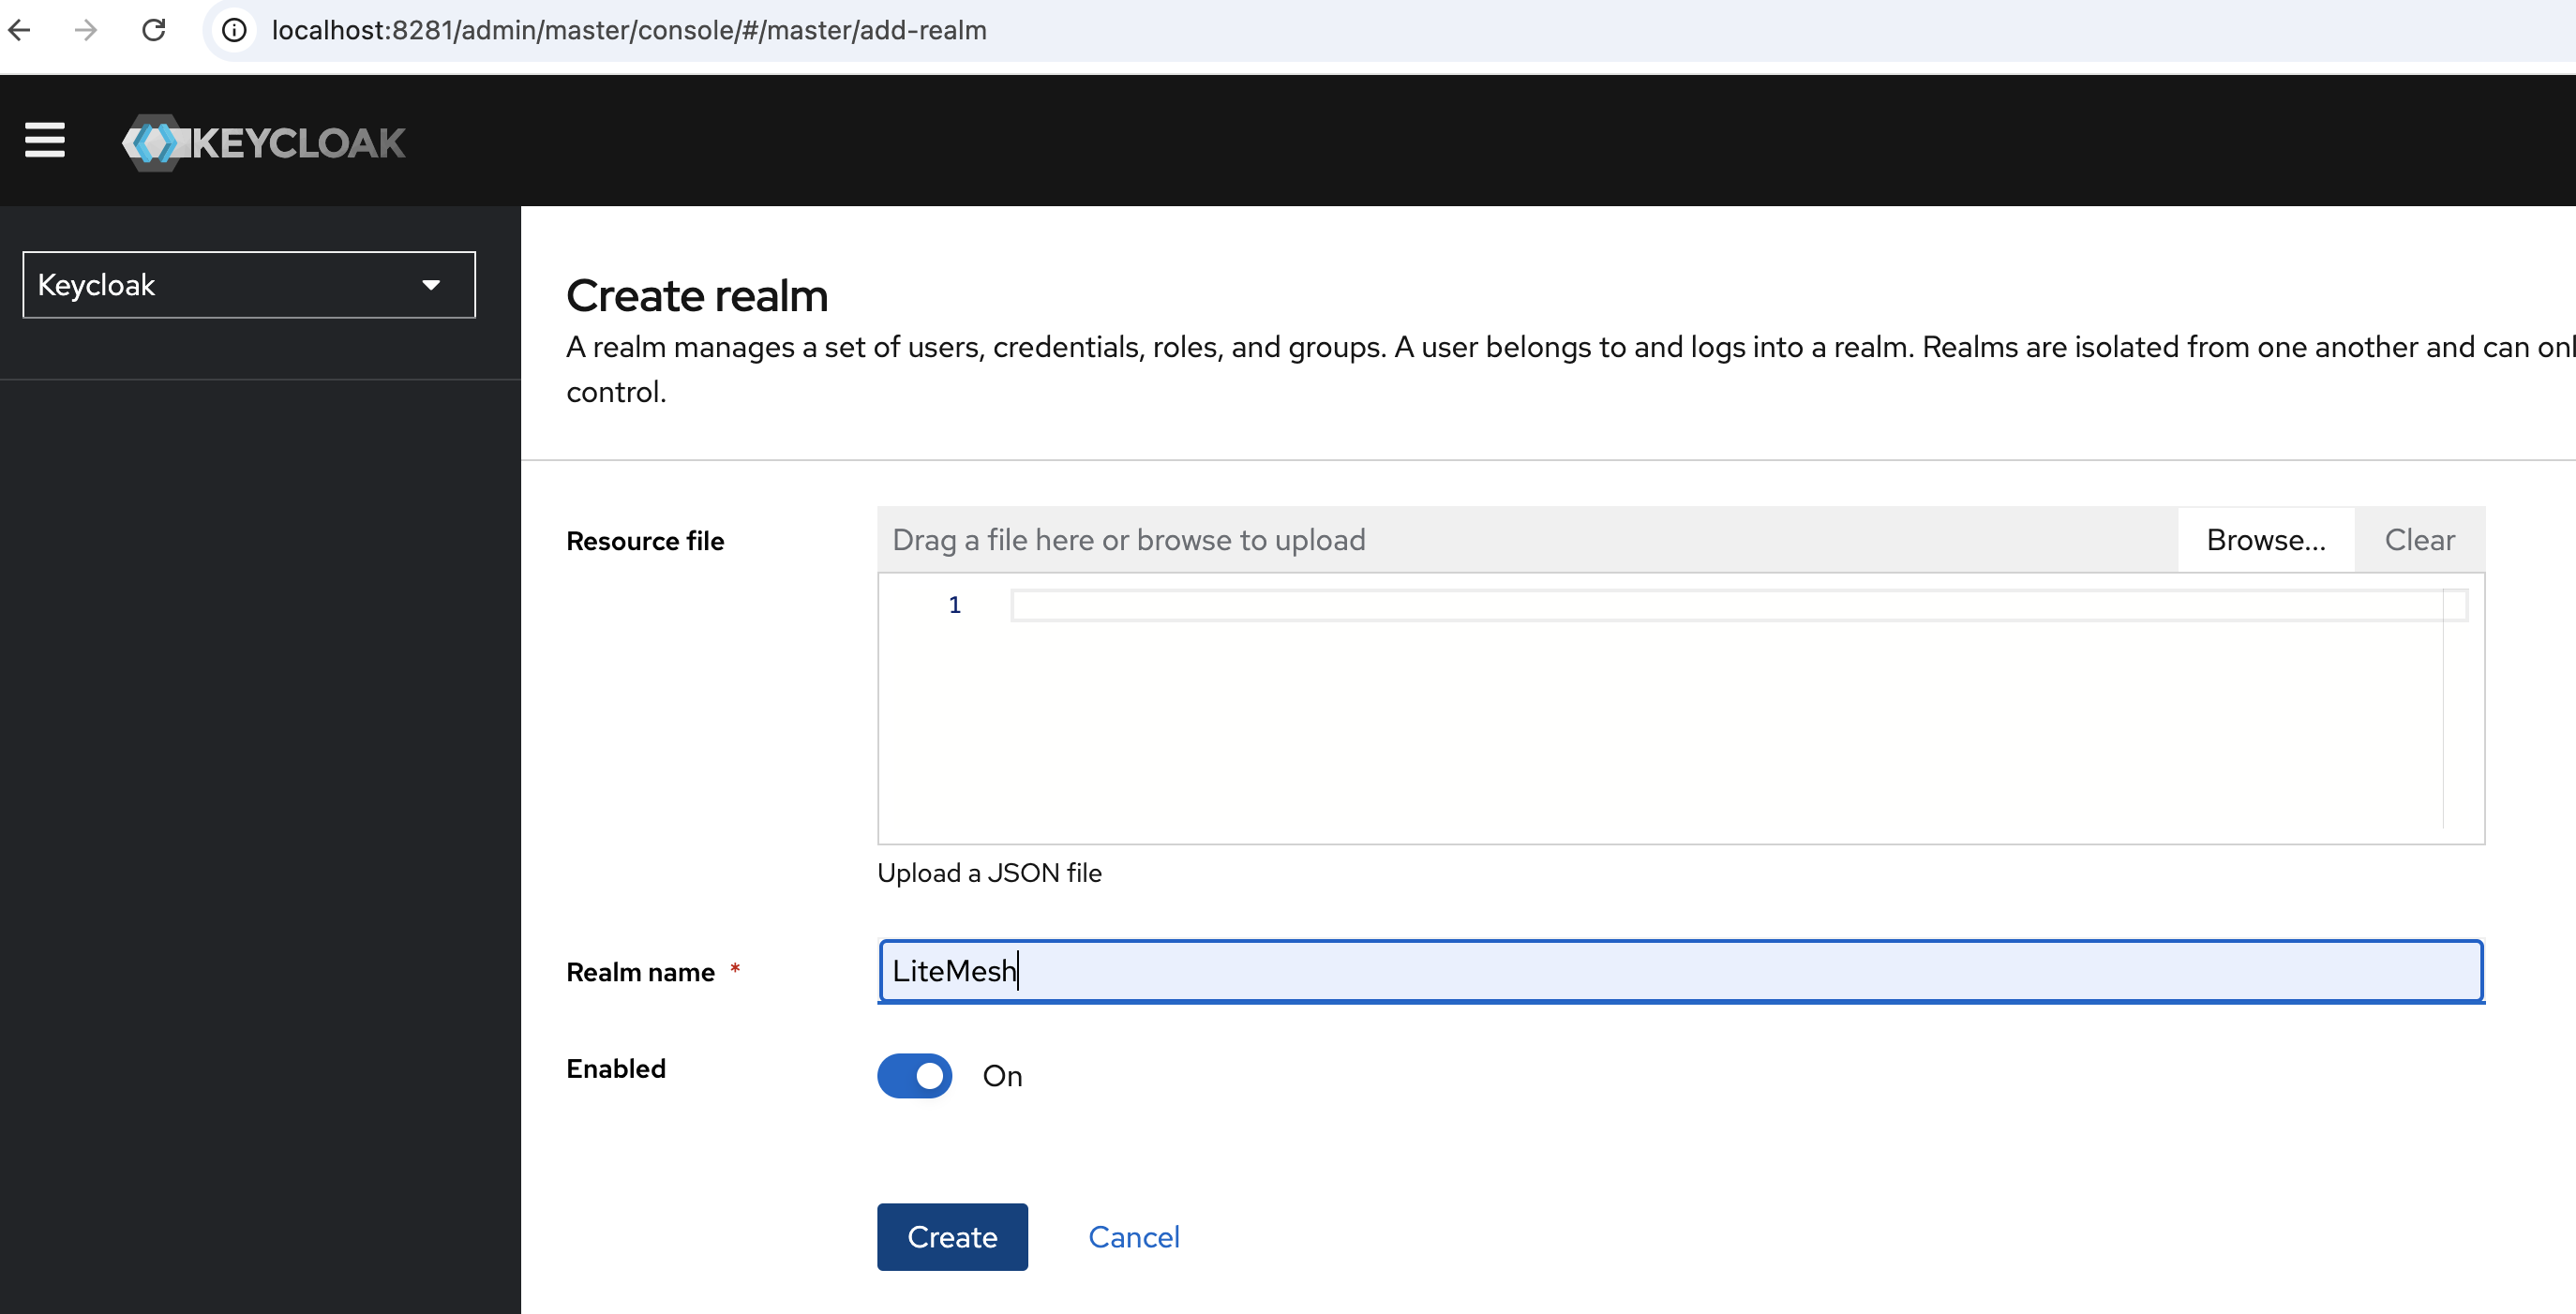 localhost:8281/admin/master/console/#/master/add-realm
KEYCLOAK
Keycloak
Create realm
A realm manages a set of users, credentials, roles, and groups. A user belongs to and logs into a realm. Realms are isolated from one another and can onl
control.
Resource file
Drag a file here or browse to upload
Browse...
Clear
1
Upload a JSON file
Realm name *
LiteMesh
Enabled
On
Create
Cancel